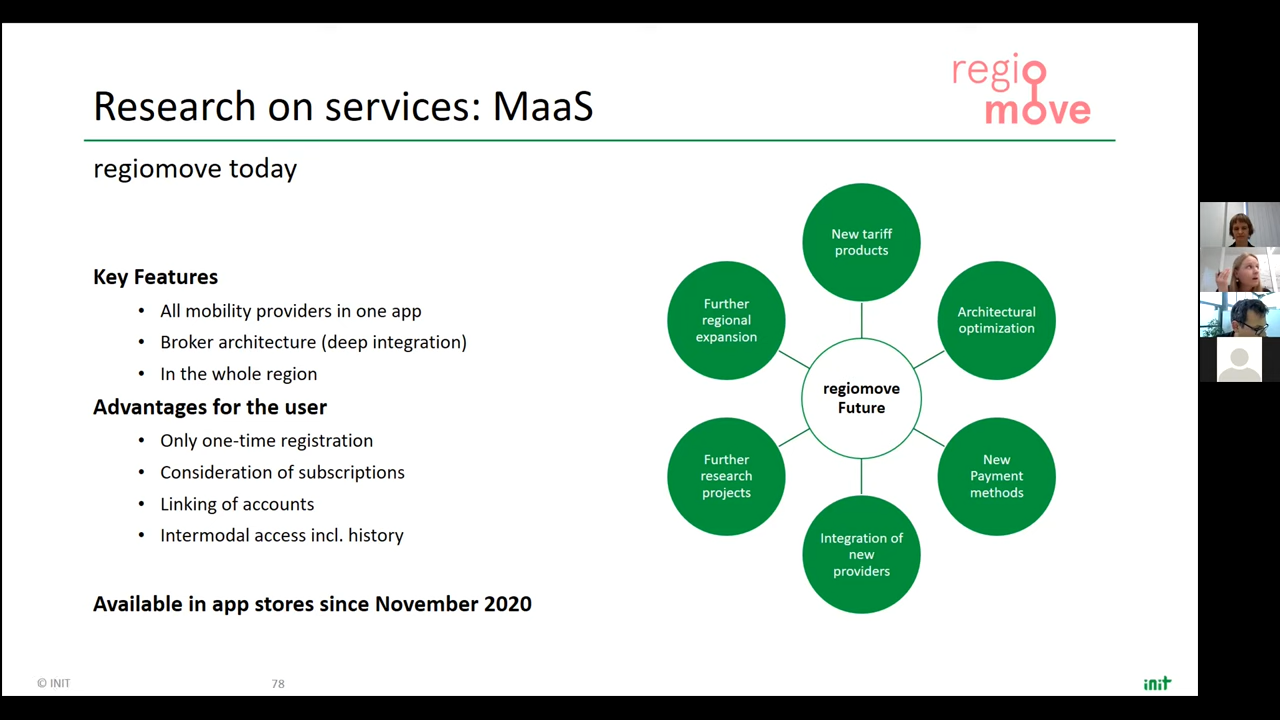 regio
move
Research on services: MaaS
regiomove today
Key Features
• All mobility providers in one app
• Broker architecture (deep integration)
• In the whole region
Advantages for the user
• Only one-time registration
• Consideration of subscriptions
• Linking of accounts
• Intermodal access incl. history
Available in app stores since November 2020
New tariff
products
Architectural
optimization
New
Payment
methods
Integration of
new
providers
Further
research
projects
Further
regional
expansion
regiomove
Future
© INIT
78
init